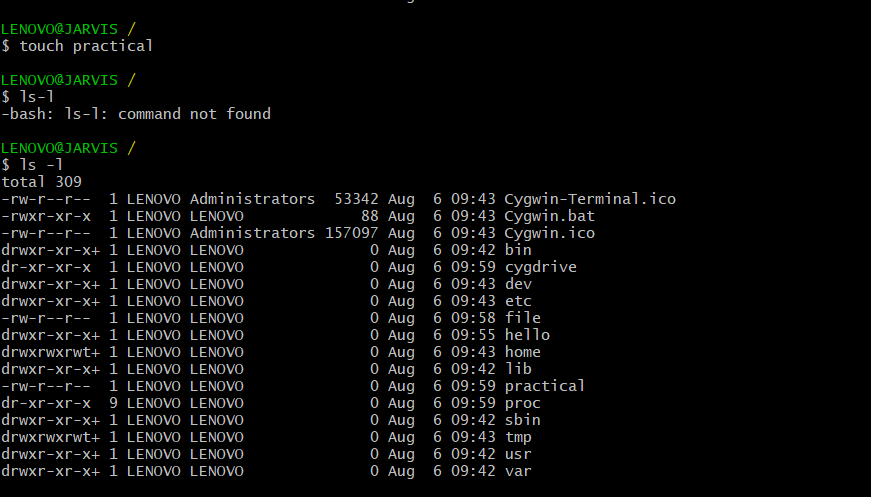 LENOVO@JARVIS /
$ touch practical
LENOVO@JARVIS /
$ ls-l
-bash: ls-l: command not found
LENOVO@JARVIS /
$ ls -l
total 309
-rw-r--r--  1 LENOVO Administrators  53342 Aug  6 09:43 Cygwin-Terminal.ico
-rwxr-xr-x  1 LENOVO LENOVO             88 Aug  6 09:43 Cygwin.bat
-rw-r--r--  1 LENOVO Administrators 157097 Aug  6 09:43 Cygwin.ico
drwxr-xr-x+ 1 LENOVO LENOVO              0 Aug  6 09:42 bin
dr-xr-xr-x  1 LENOVO LENOVO              0 Aug  6 09:59 cygdrive
drwxr-xr-x+ 1 LENOVO LENOVO              0 Aug  6 09:43 dev
drwxr-xr-x+ 1 LENOVO LENOVO              0 Aug  6 09:43 etc
-rw-r--r--  1 LENOVO LENOVO              0 Aug  6 09:58 file
drwxr-xr-x+ 1 LENOVO LENOVO              0 Aug  6 09:55 hello
drwxrwxrwt+ 1 LENOVO LENOVO              0 Aug  6 09:43 home
drwxr-xr-x+ 1 LENOVO LENOVO              0 Aug  6 09:42 lib
-rw-r--r--  1 LENOVO LENOVO              0 Aug  6 09:59 practical
dr-xr-xr-x  9 LENOVO LENOVO              0 Aug  6 09:59 proc
drwxr-xr-x+ 1 LENOVO LENOVO              0 Aug  6 09:42 sbin
drwxrwxrwt+ 1 LENOVO LENOVO              0 Aug  6 09:43 tmp
drwxr-xr-x+ 1 LENOVO LENOVO              0 Aug  6 09:42 usr
drwxr-xr-x+ 1 LENOVO LENOVO              0 Aug  6 09:42 var